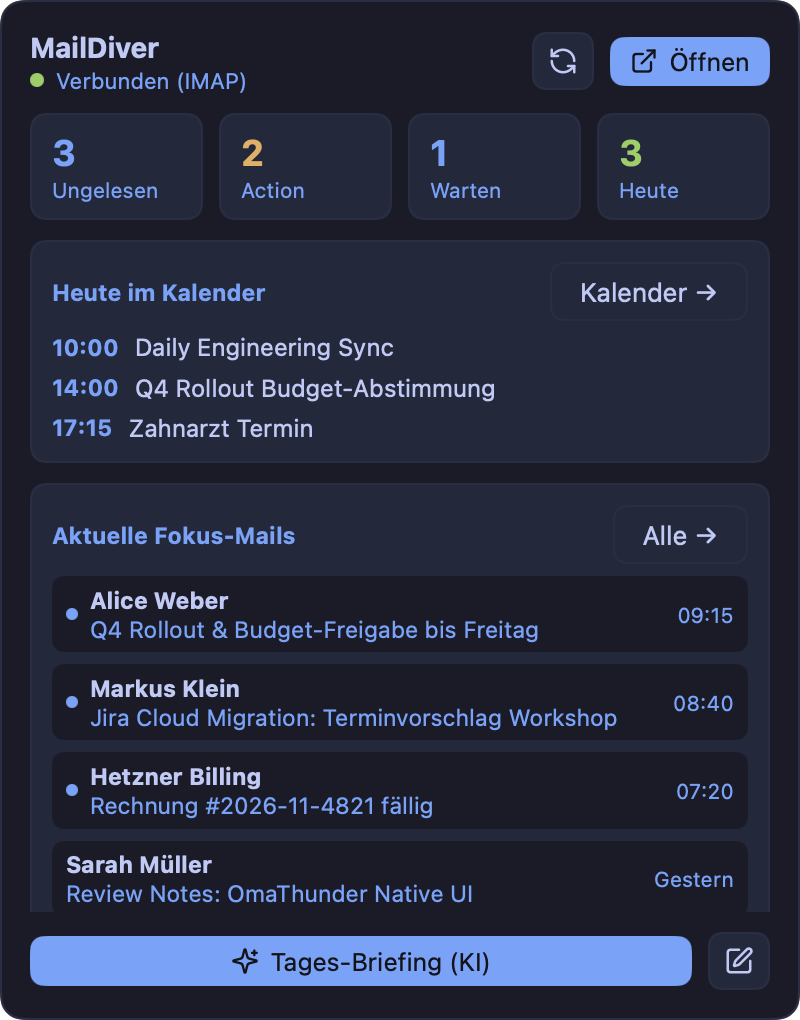 MailDiver
Verbunden (IMAP)
Öffnen
3
Ungelesen
2
Action
1
Warten
3
Heute
Heute im Kalender
Kalender →
10:00 Daily Engineering Sync
14:00 Q4 Rollout Budget-Abstimmung
17:15 Zahnarzt Termin
Aktuelle Fokus-Mails
Alle →
Alice Weber
Q4 Rollout & Budget-Freigabe bis Freitag
09:15
Markus Klein
Jira Cloud Migration: Terminvorschlag Workshop
08:40
Hetzner Billing
Rechnung #2026-11-4821 fällig
07:20
Sarah Müller
Review Notes: OmaThunder Native UI
Gestern
Tages-Briefing (KI)